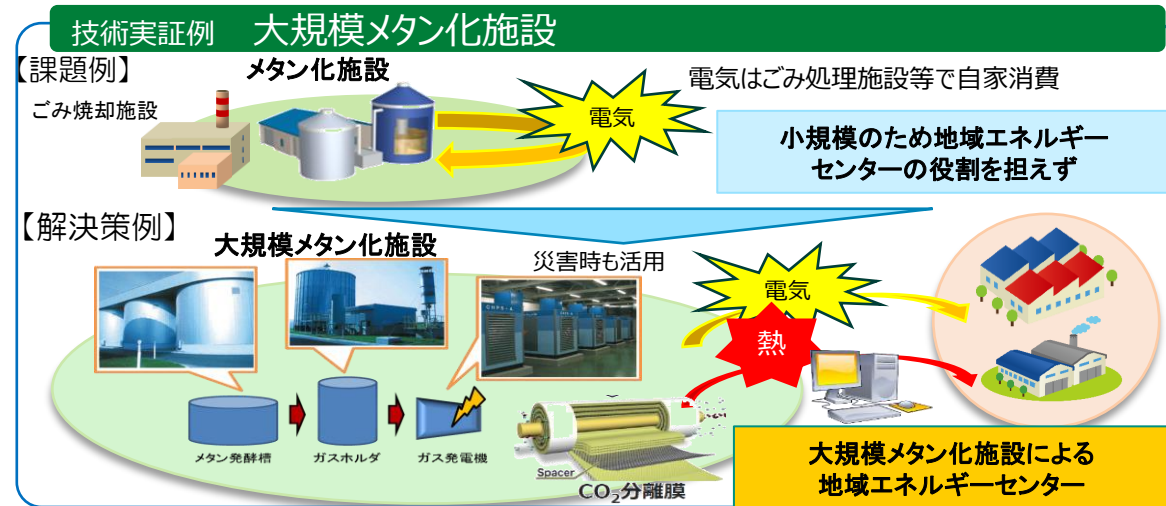 技術実証例 大規模メタン化施設
【課題例】
メタン化施設
ごみ焼却施設
電気
電気はごみ処理施設等で自家消費
小規模のため地域エネルギー
センターの役割を担えず
【解決策例】
大規模メタン化施設
災害時も活用
電気
熱
メタン発酵槽
ガスホルダ
ガス発電機
Spacer
CO₂分離膜
大規模メタン化施設による
地域エネルギーセンター